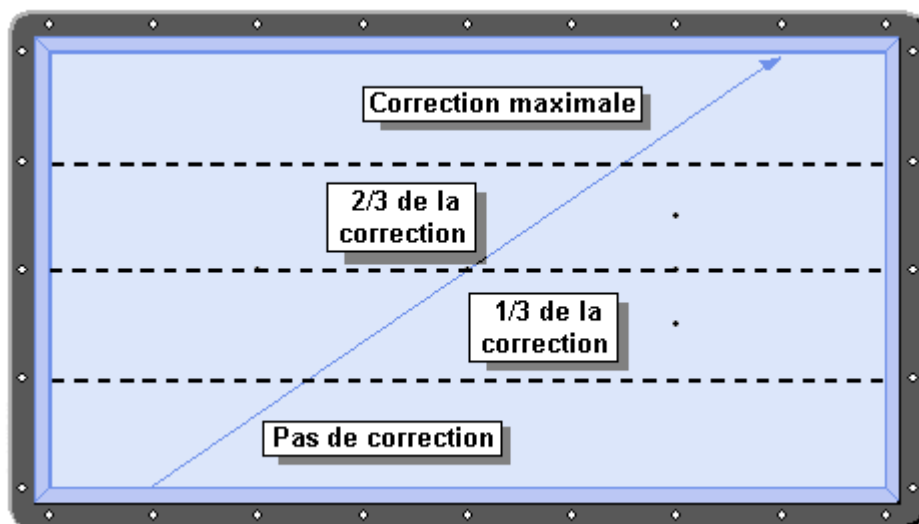 Correction maximale
2/3 de la
correction
1/3 de la
correction
Pas de correction